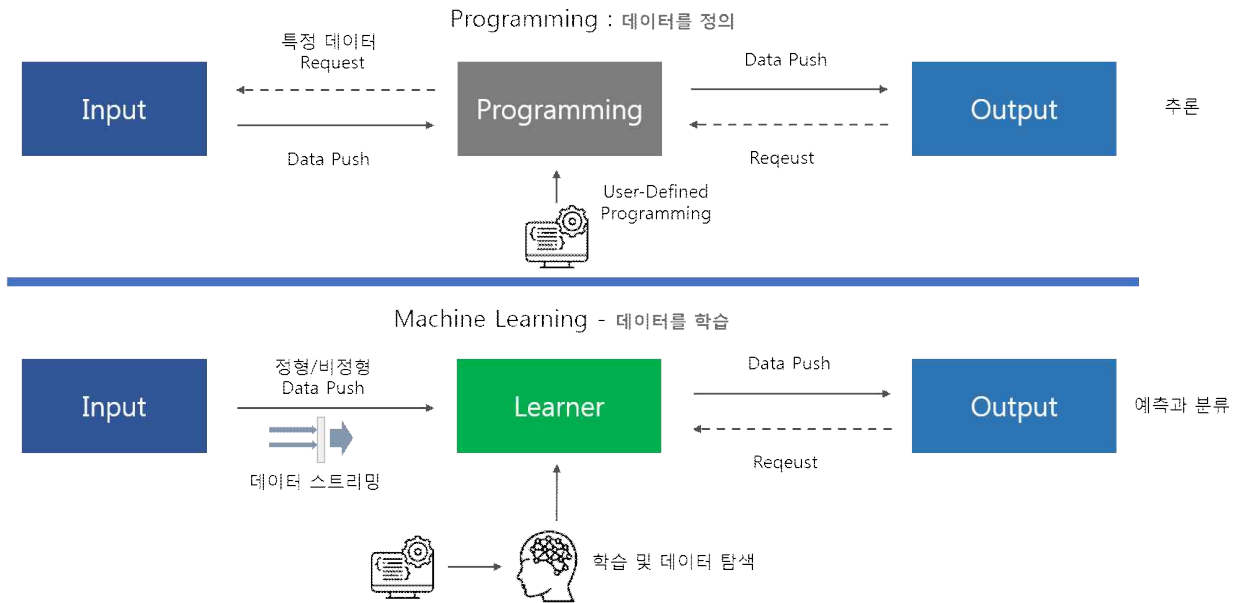 Programming : 데이터를 정의
특정 데이터
Request
Input
Data Push
Programming
Data Push
Reqeust
Output
추론
User-Defined
Programming
Machine Learning - 데이터를 학습
Input
정형/비정형
Data Push
데이터 스트리밍
Learner
Data Push
Reqeust
Output
예측과 분류
학습 및 데이터 탐색